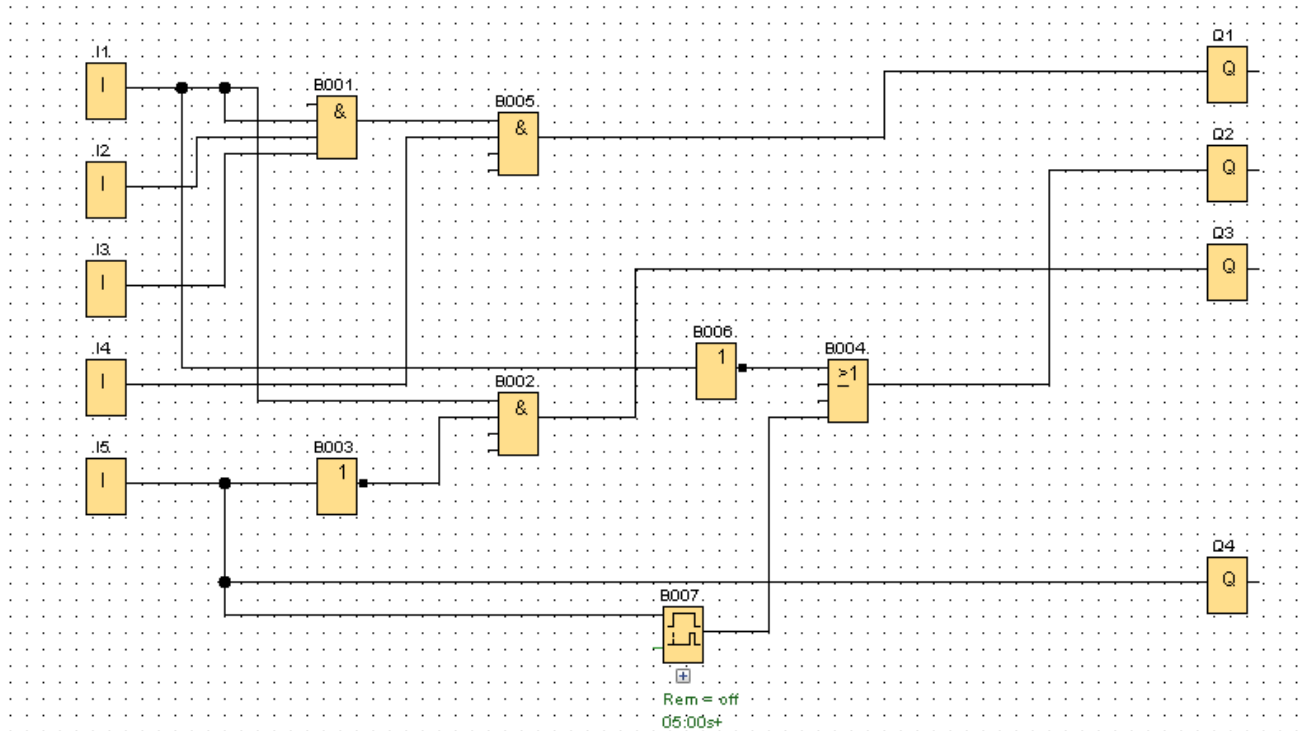 I1
I
I2
I
I3
I
I4
I
I5
I
B001
&
B005
&
B002
&
B003
1
B006
1
B004
≥1
B007
Rem = off
05:00s+
Q1
Q
Q2
Q
Q3
Q
Q4
Q